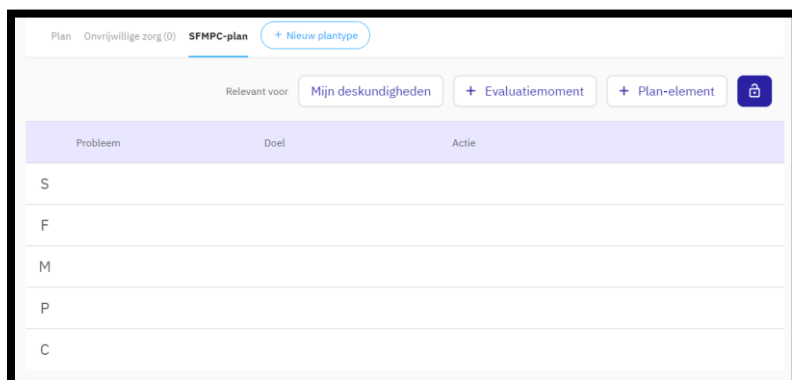 Plan Onvrijwillige zorg (0) SFMPC-plan + Nieuw plantype
Relevant voor Mijn deskundigheden + Evaluatiemoment + Plan-element
Probleem Doel Actie
S
F
M
P
C